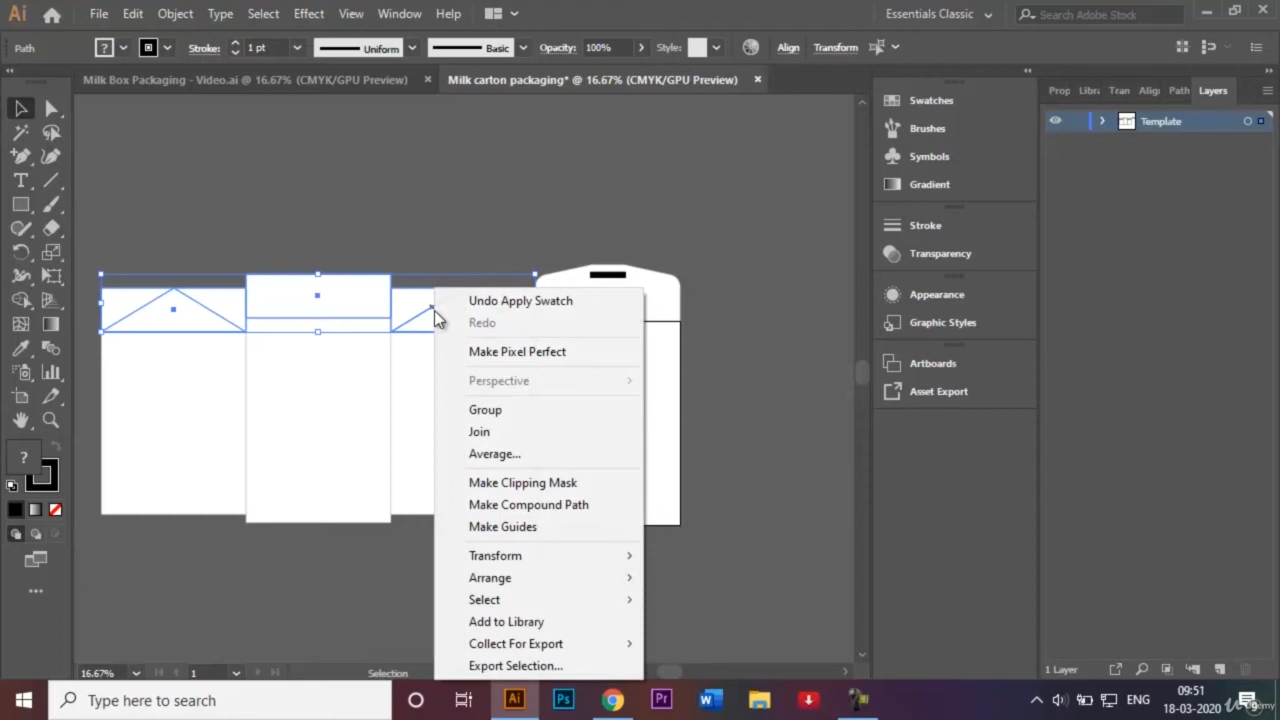 Ai File Edit Object Type Select Effect View Window Help Essentials Classic Search Adobe Stock
Path ? Stroke: 1 pt Uniform Basic Opacity: 100% Style: Align Transform
Milk Box Packaging - Video.ai @ 16.67% (CMYK/GPU Preview) × Milk carton packaging* @ 16.67% (CMYK/GPU Preview) ×
Prop Libra Tran Align Path Layers
Template
Swatches
Brushes
Symbols
Gradient
Stroke
Transparency
Appearance
Graphic Styles
Artboards
Asset Export
Undo Apply Swatch
Redo
Make Pixel Perfect
Perspective
Group
Join
Average...
Make Clipping Mask
Make Compound Path
Make Guides
Transform
Arrange
Select
Add to Library
Collect For Export
Export Selection...
?
16.67% 1 Selection
1 Layer
Type here to search Ai Ps Pr W ENG 09:51
18-03-2020